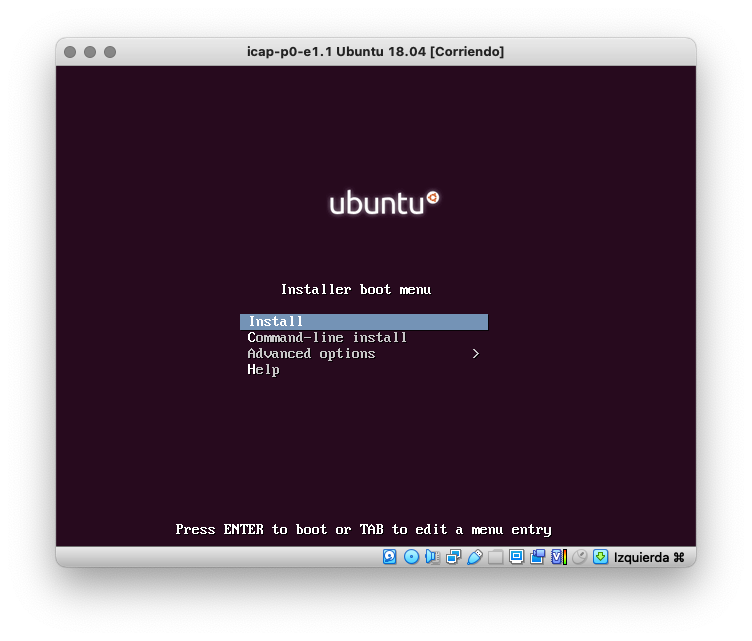 icap-p0-e1.1 Ubuntu 18.04 [Corriendo]
ubuntu
Installer boot menu
Install
Command-line install
Advanced options >
Help
Press ENTER to boot or TAB to edit a menu entry
Izquierda ⌘